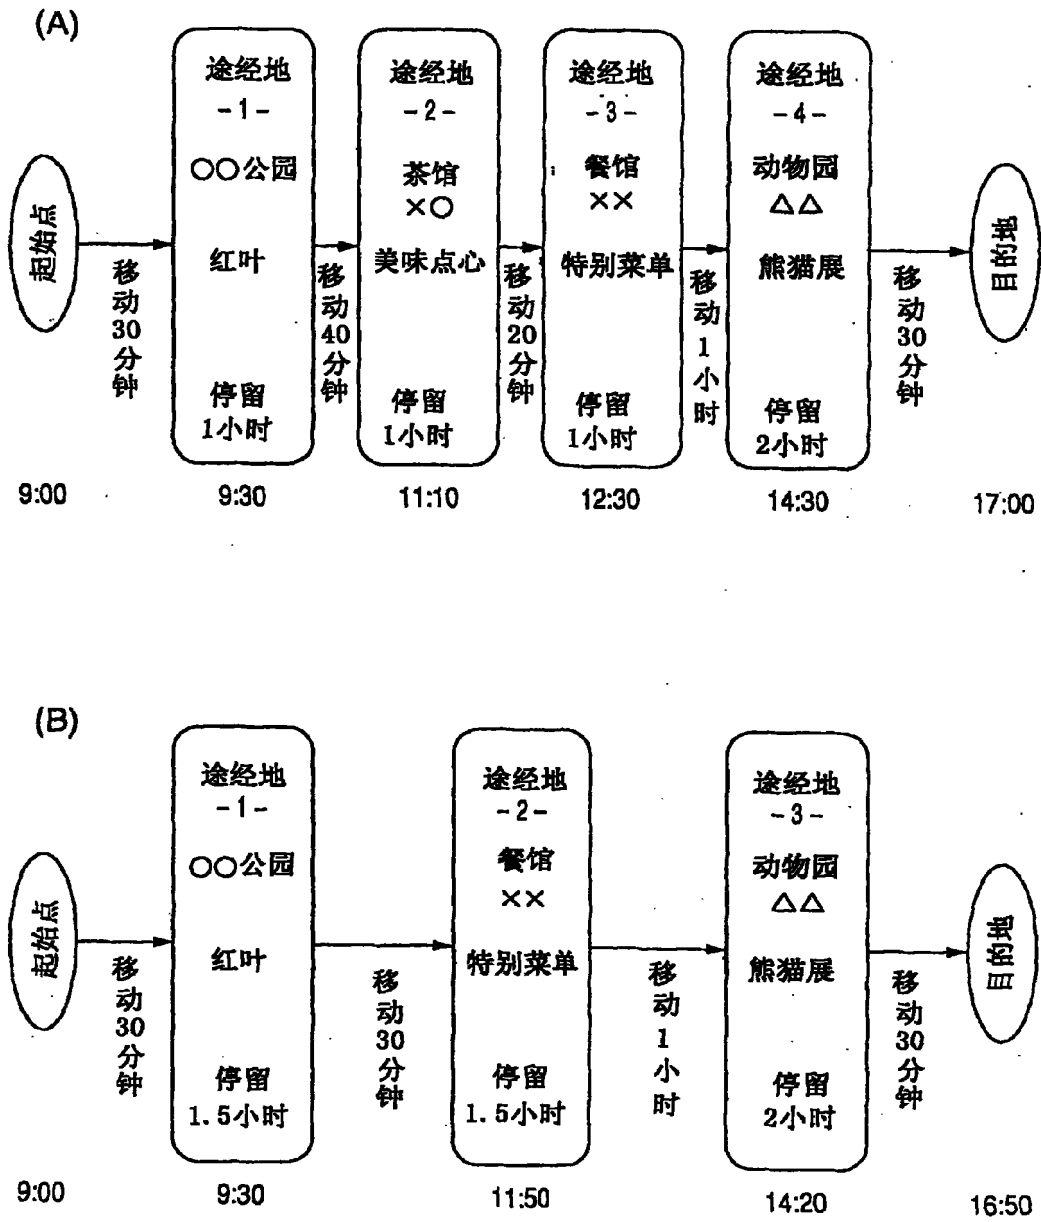 (A)
起始点
移动30分钟
途经地
-1-
○○公园
红叶
停留
1小时
移动40分钟
途经地
-2-
茶馆
×○
美味点心
停留
1小时
移动20分钟
途经地
-3-
餐馆
××
特别菜单
停留
1小时
移动1小时
途经地
-4-
动物园
△△
熊猫展
停留
2小时
移动30分钟
目的地
9:00
9:30
11:10
12:30
14:30
17:00
(B)
起始点
移动30分钟
途经地
-1-
○○公园
红叶
停留
1.5小时
移动30分钟
途经地
-2-
餐馆
××
特别菜单
停留
1.5小时
移动1小时
途经地
-3-
动物园
△△
熊猫展
停留
2小时
移动30分钟
目的地
9:00
9:30
11:50
14:20
16:50